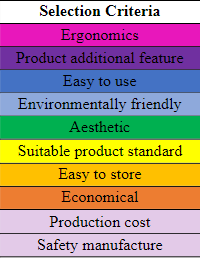 Selection Criteria
Ergonomics
Product additional feature
Easy to use
Environmentally friendly
Aesthetic
Suitable product standard
Easy to store
Economical
Production cost
Safety manufacture